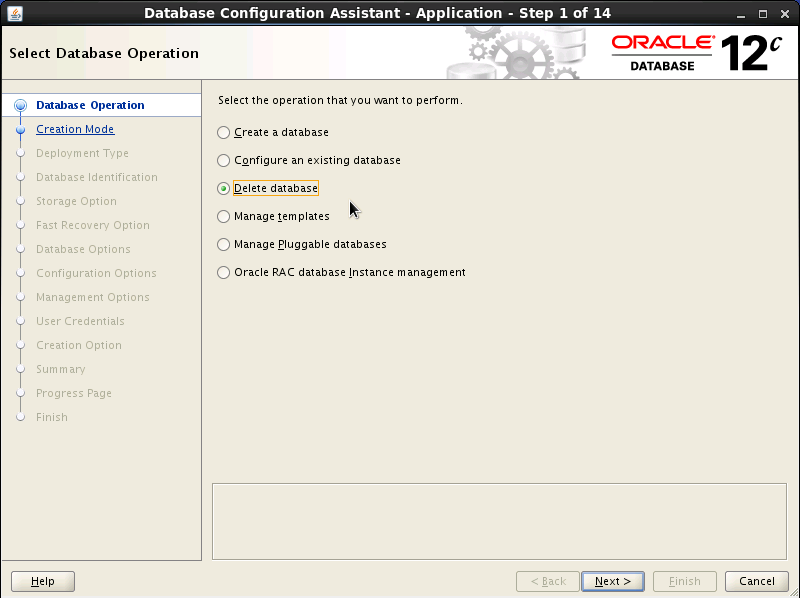 Database Configuration Assistant - Application - Step 1 of 14
Select Database Operation
ORACLE®
DATABASE
12c
Database Operation
Creation Mode
Deployment Type
Database Identification
Storage Option
Fast Recovery Option
Database Options
Configuration Options
Management Options
User Credentials
Creation Option
Summary
Progress Page
Finish
Select the operation that you want to perform.
Create a database
Configure an existing database
Delete database
Manage templates
Manage Pluggable databases
Oracle RAC database Instance management
Help
< Back
Next >
Finish
Cancel